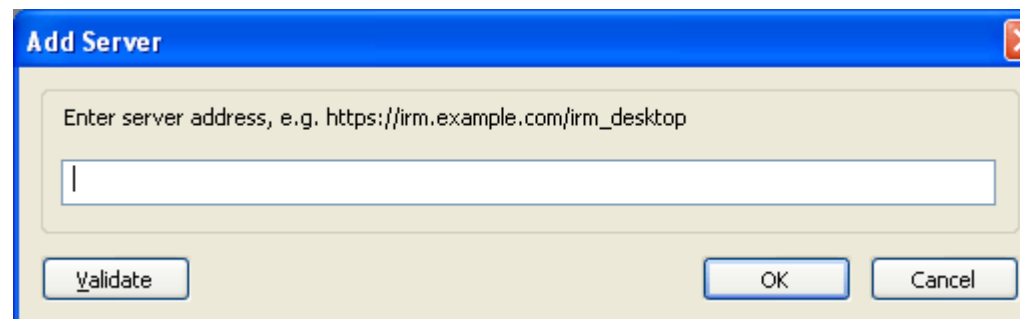 Add Server
Enter server address, e.g. https://irm.example.com/irm_desktop
Validate
OK
Cancel